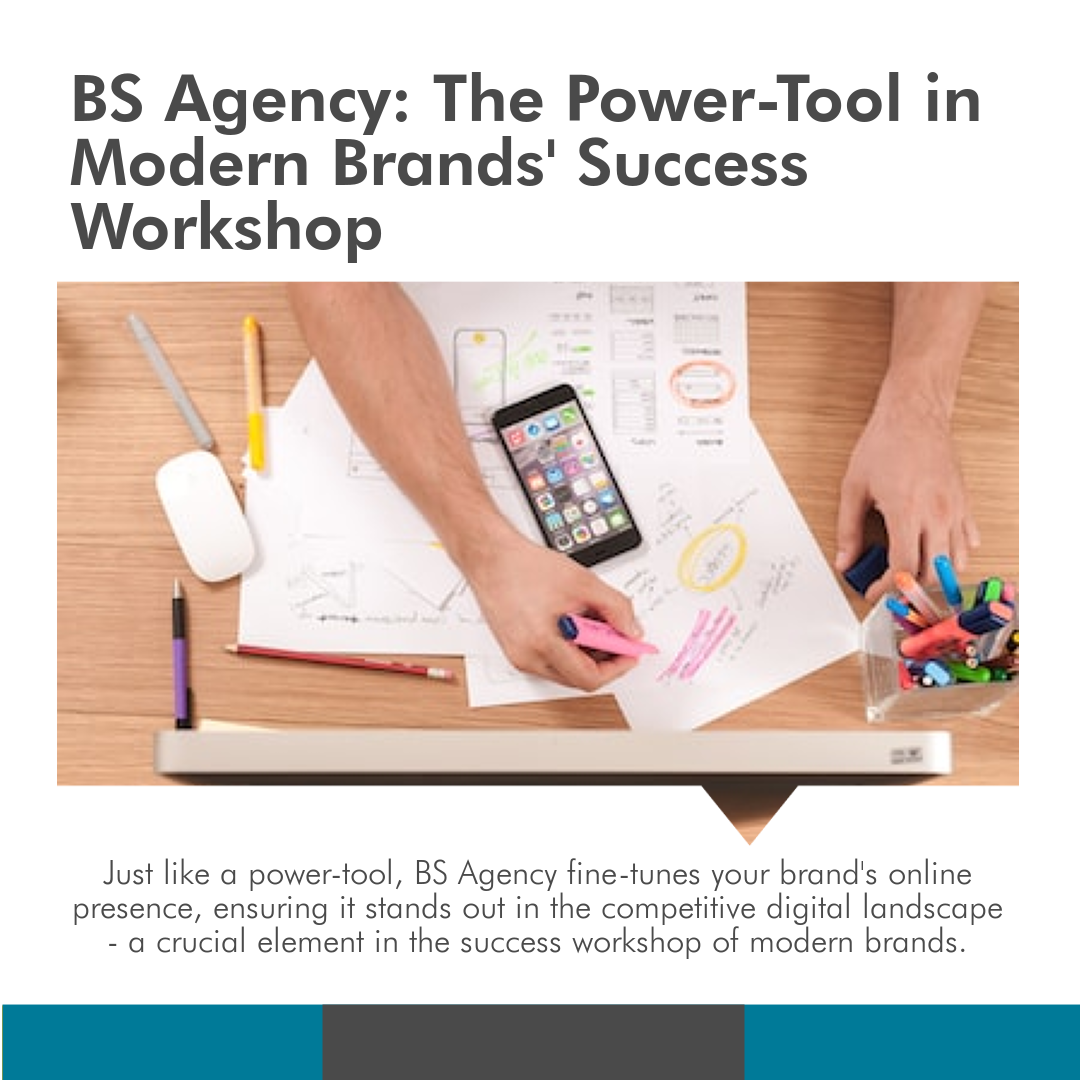 BS Agency: The Power-Tool in
Modern Brands' Success
Workshop
Just like a power-tool, BS Agency fine-tunes your brand's online
presence, ensuring it stands out in the competitive digital landscape
- a crucial element in the success workshop of modern brands.